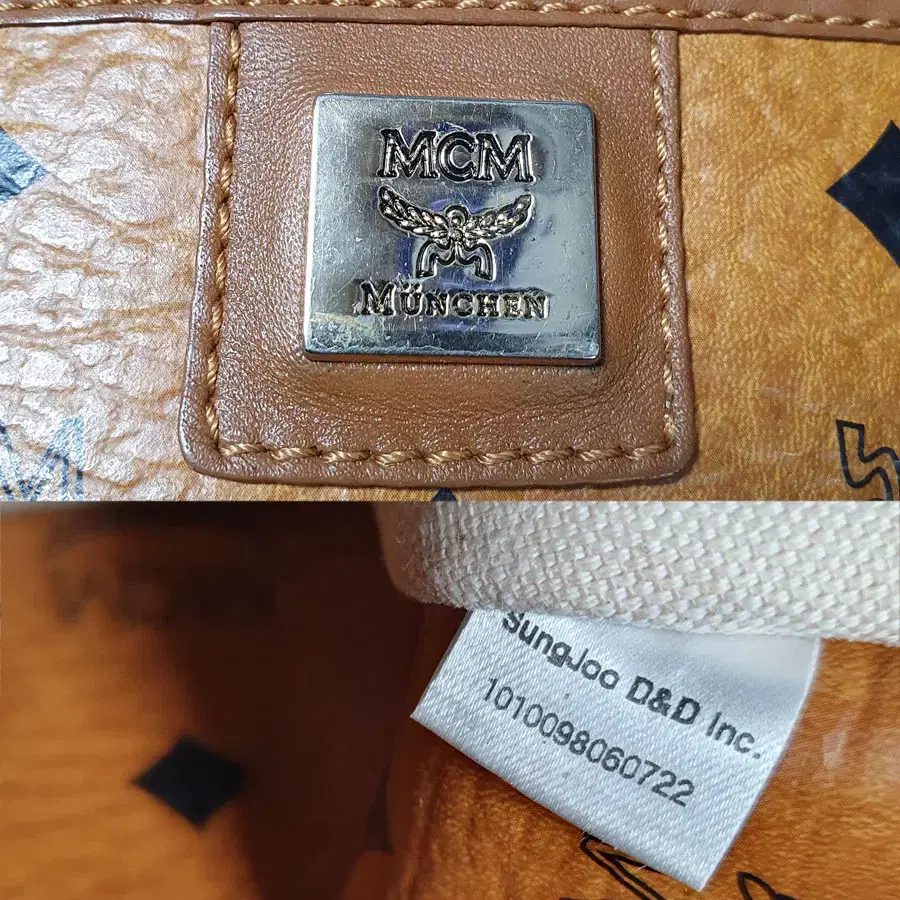 MCM
MÜNCHEN
SungJoo D&D Inc.
1010098060722